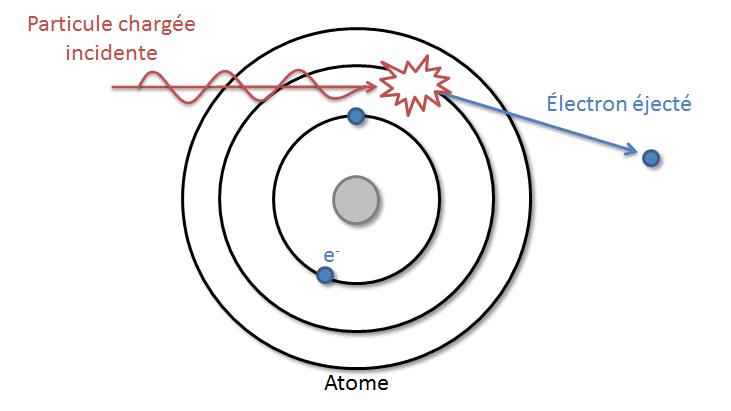 Particule chargée
incidente
Électron éjecté
e-
Atome